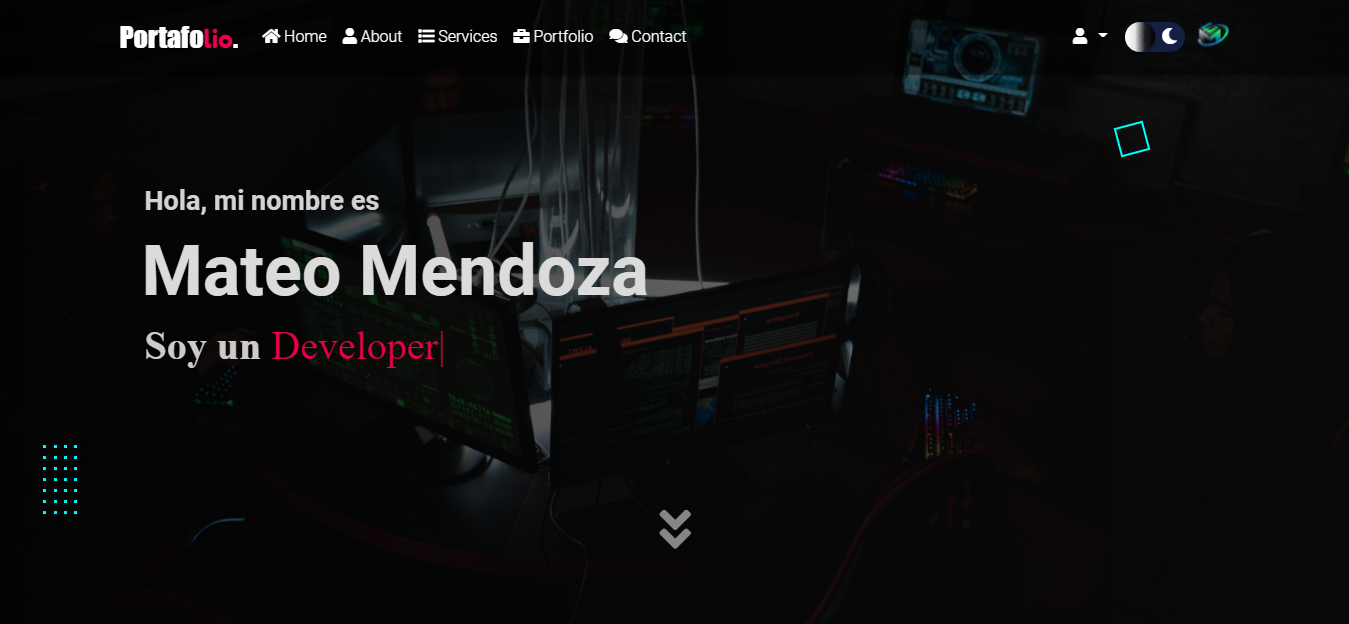 Portafolio.
Home About Services Portfolio Contact
Hola, mi nombre es
Mateo Mendoza
Soy un Developer|